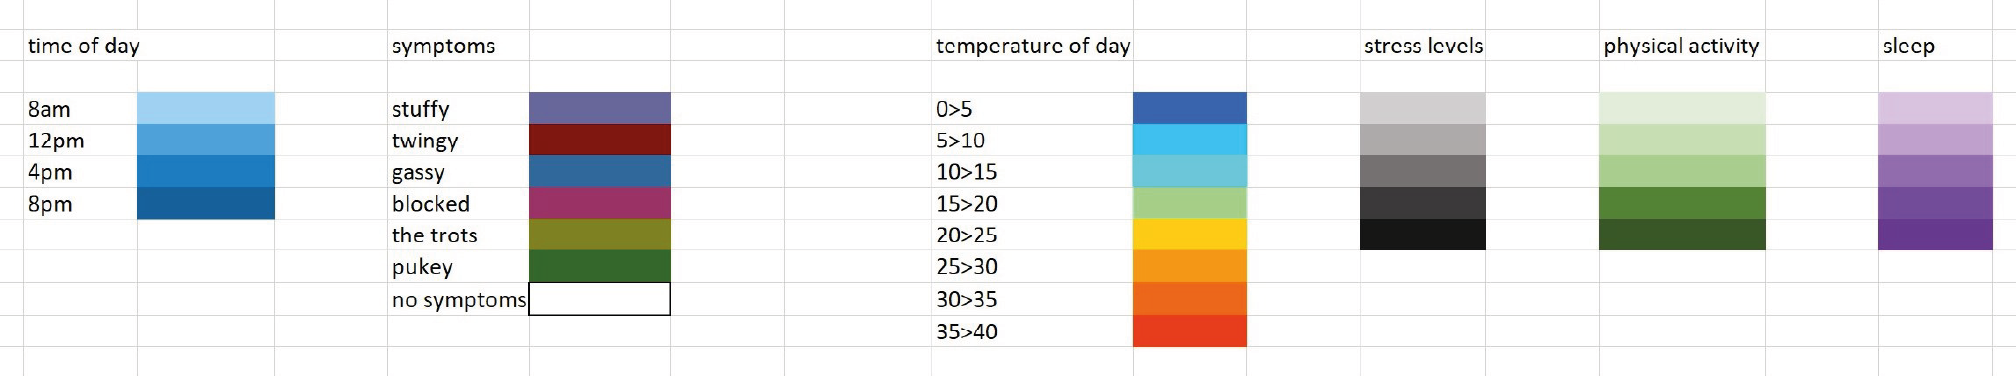 time of day
symptoms
temperature of day
stress levels
physical activity
sleep
8am
stuffy
0>5
12pm
twingy
5>10
4pm
gassy
10>15
8pm
blocked
15>20
the trots
20>25
pukey
25>30
no symptoms
30>35
35>40